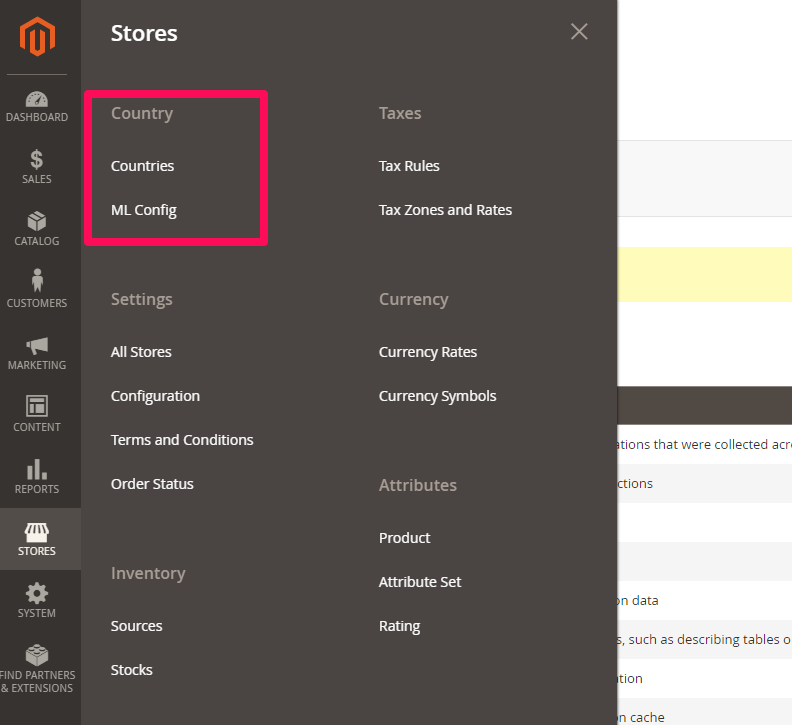 DASHBOARD
SALES
CATALOG
CUSTOMERS
MARKETING
CONTENT
REPORTS
STORES
SYSTEM
FIND PARTNERS
& EXTENSIONS
Stores
Country
Countries
ML Config
Settings
All Stores
Configuration
Terms and Conditions
Order Status
Inventory
Sources
Stocks
Taxes
Tax Rules
Tax Zones and Rates
Currency
Currency Rates
Currency Symbols
Attributes
Product
Attribute Set
Rating
ations that were collected acr
ctions
on data
s, such as describing tables o
ation
on cache